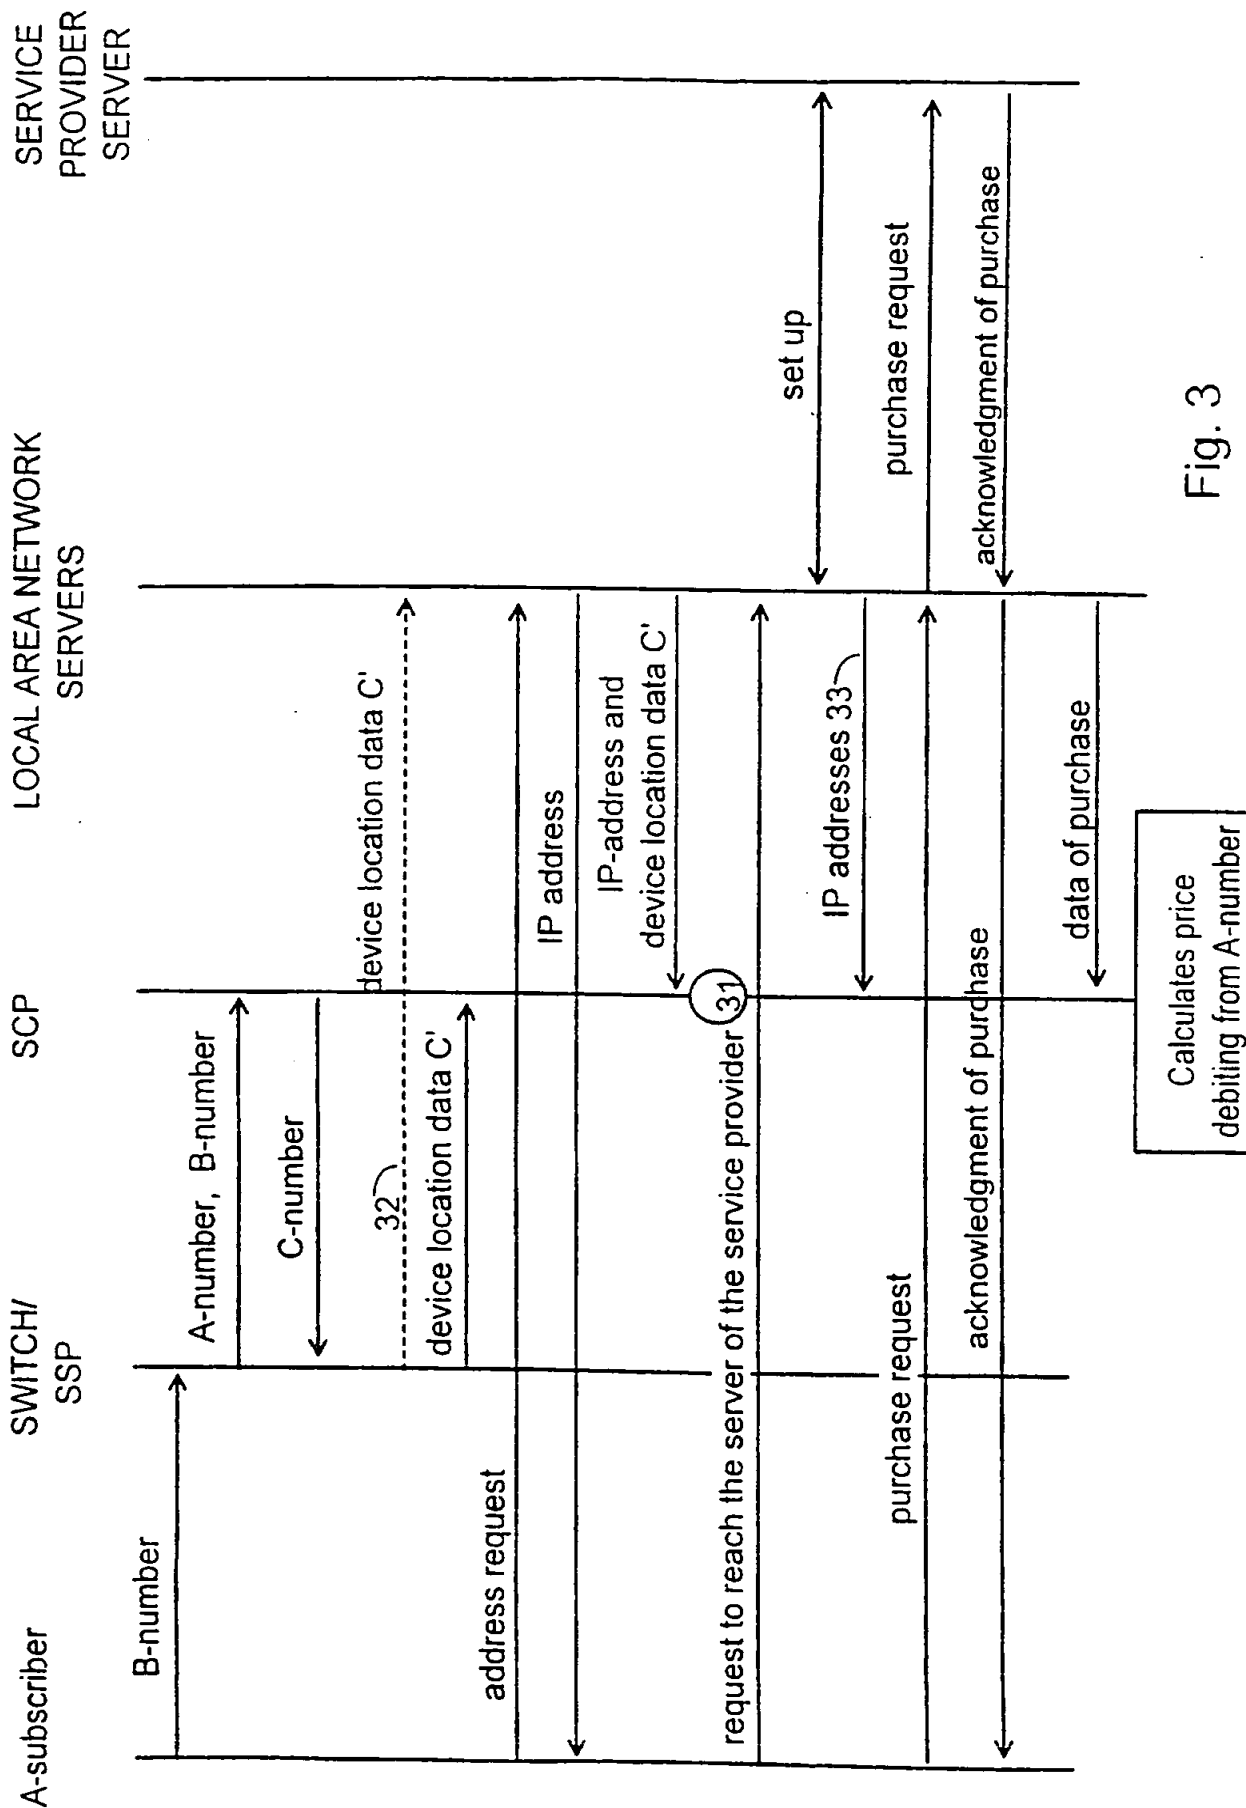 A-subscriber
SWITCH/
SSP
SCP
LOCAL AREA NETWORK
SERVERS
SERVICE
PROVIDER
SERVER
B-number
A-number, B-number
C-number
32
device location data C'
device location data C'
address request
IP address
IP-address and
device location data C'
31
request to reach the server of the service provider
set up
IP addresses 33
purchase request
purchase request
acknowledgment of purchase
acknowledgment of purchase
data of purchase
Calculates price
debiting from A-number
Fig. 3